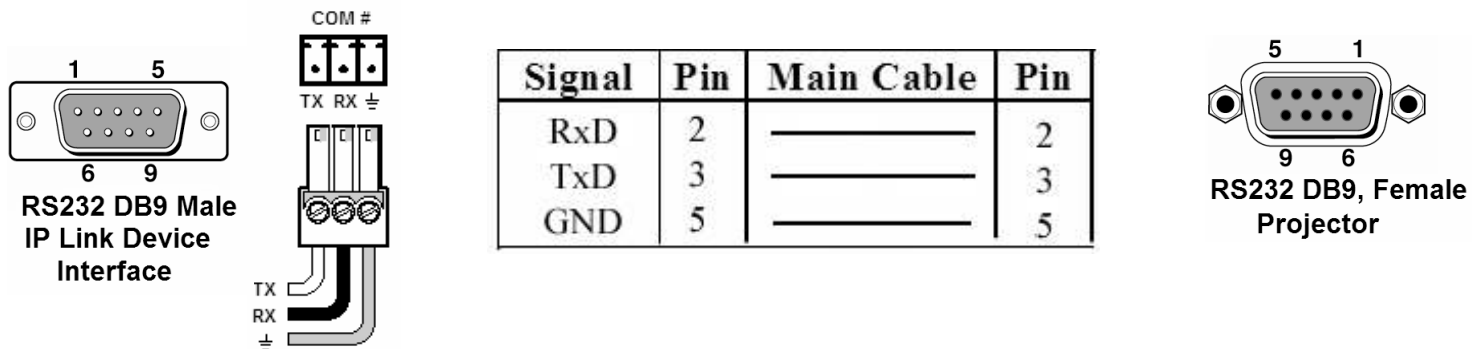 1 5
6 9
RS232 DB9 Male
IP Link Device
Interface
COM #
TX RX
TX
RX
Signal Pin Main Cable Pin
RxD 2 2
TxD 3 3
GND 5 5
5 1
9 6
RS232 DB9, Female
Projector